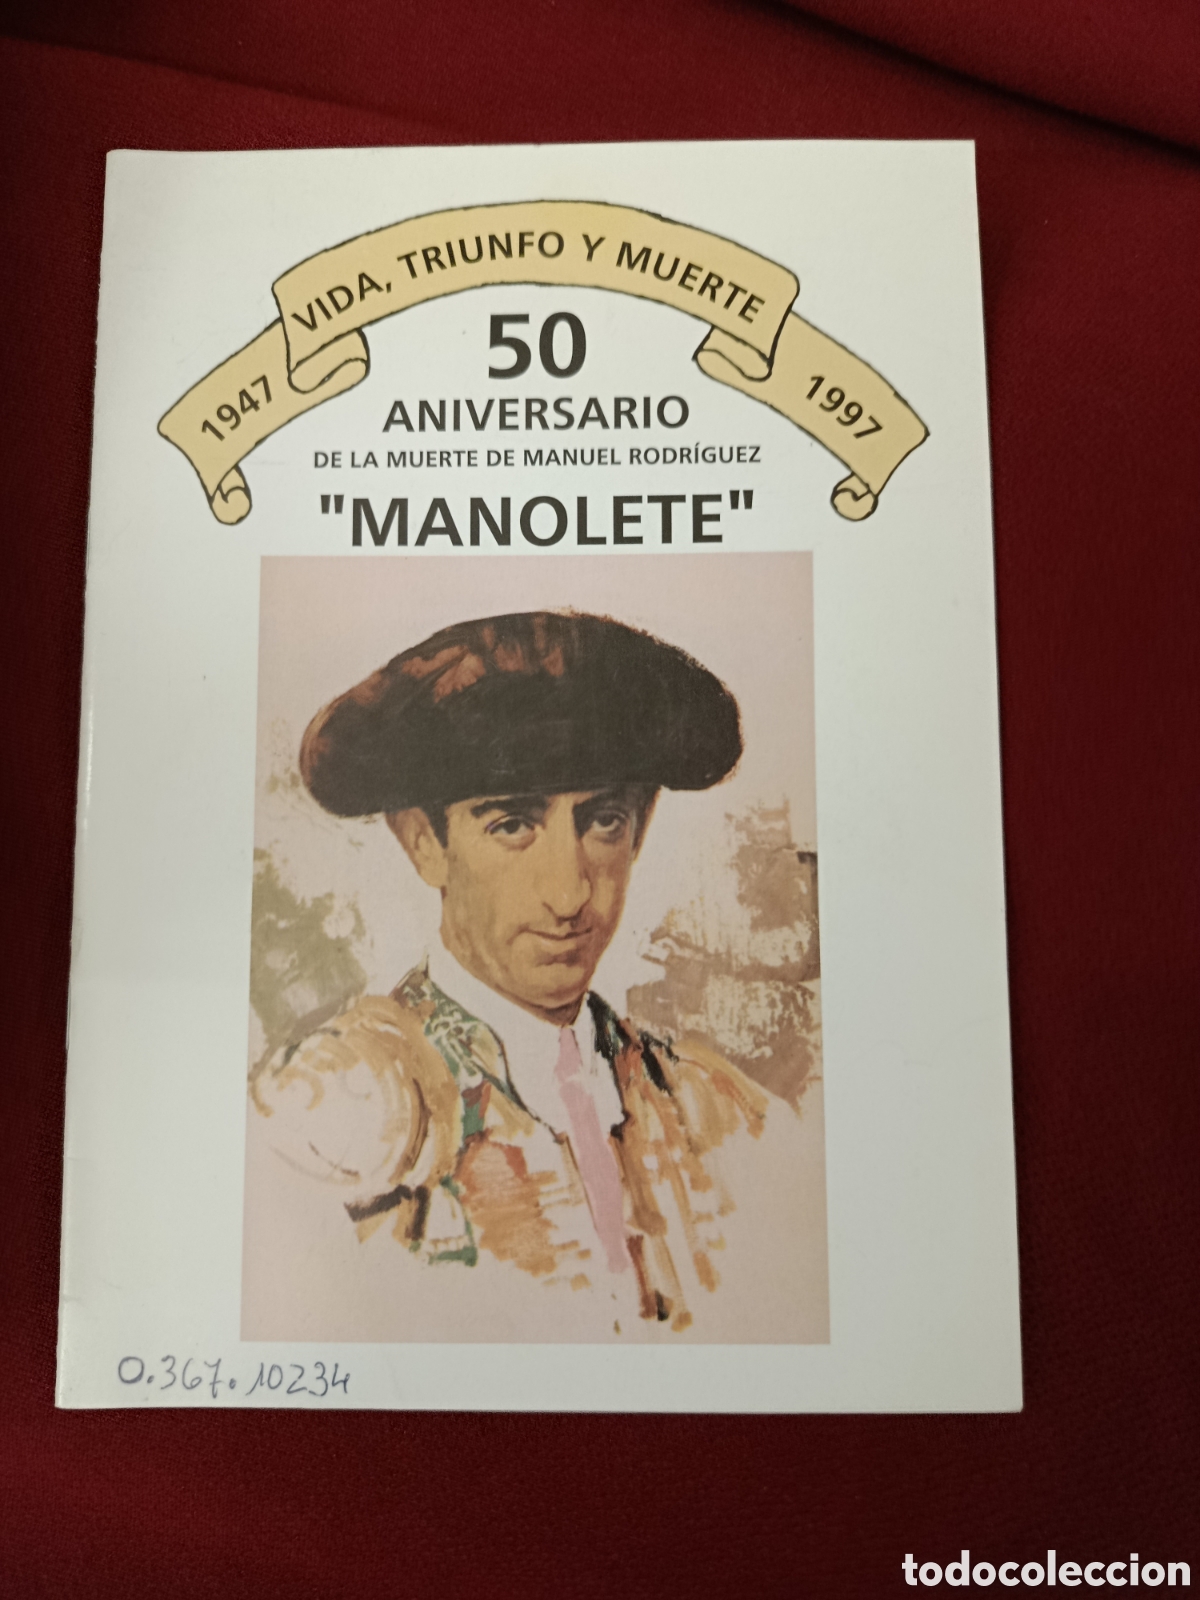 VIDA, TRIUNFO Y MUERTE
1947
1997
50
ANIVERSARIO
DE LA MUERTE DE MANUEL RODRÍGUEZ
"MANOLETE"
0.367.10234
todocoleccion